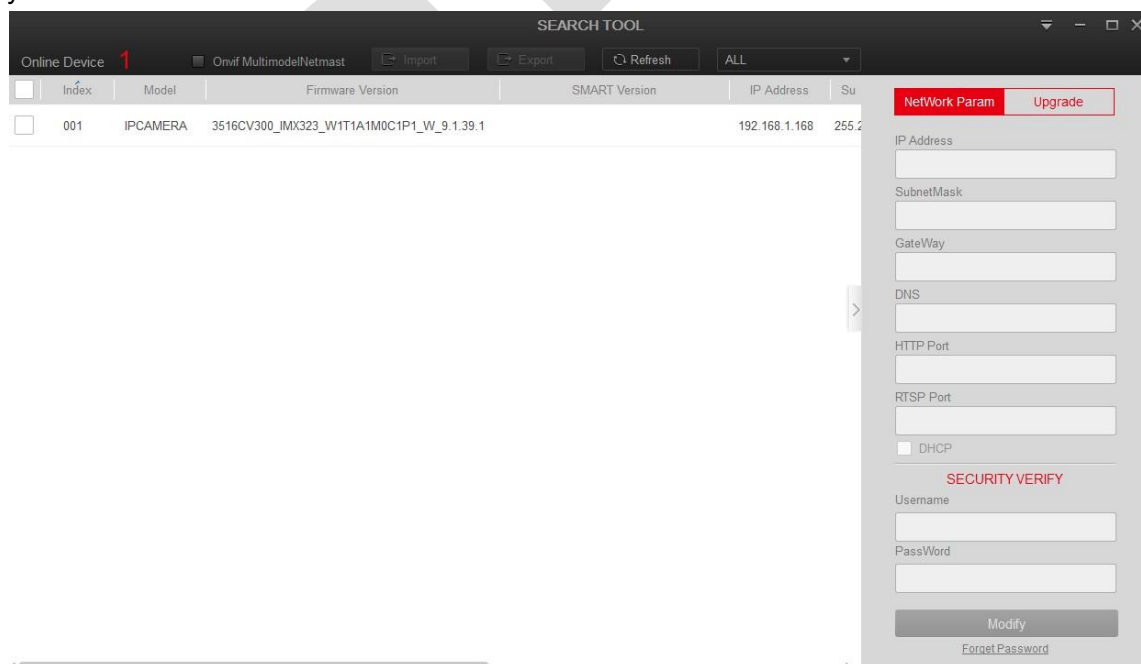 SEARCH TOOL
Online Device 1 Onvif MultimodelNetmast Import Export Refresh ALL
Index Model Firmware Version SMART Version IP Address Su
001 IPCAMERA 3516CV300_IMX323_W1T1A1M0C1P1_W_9.1.39.1 192.168.1.168 255.2
NetWork Param Upgrade
IP Address
SubnetMask
GateWay
DNS
HTTP Port
RTSP Port
DHCP
SECURITY VERIFY
Username
PassWord
Modify
Forget Password